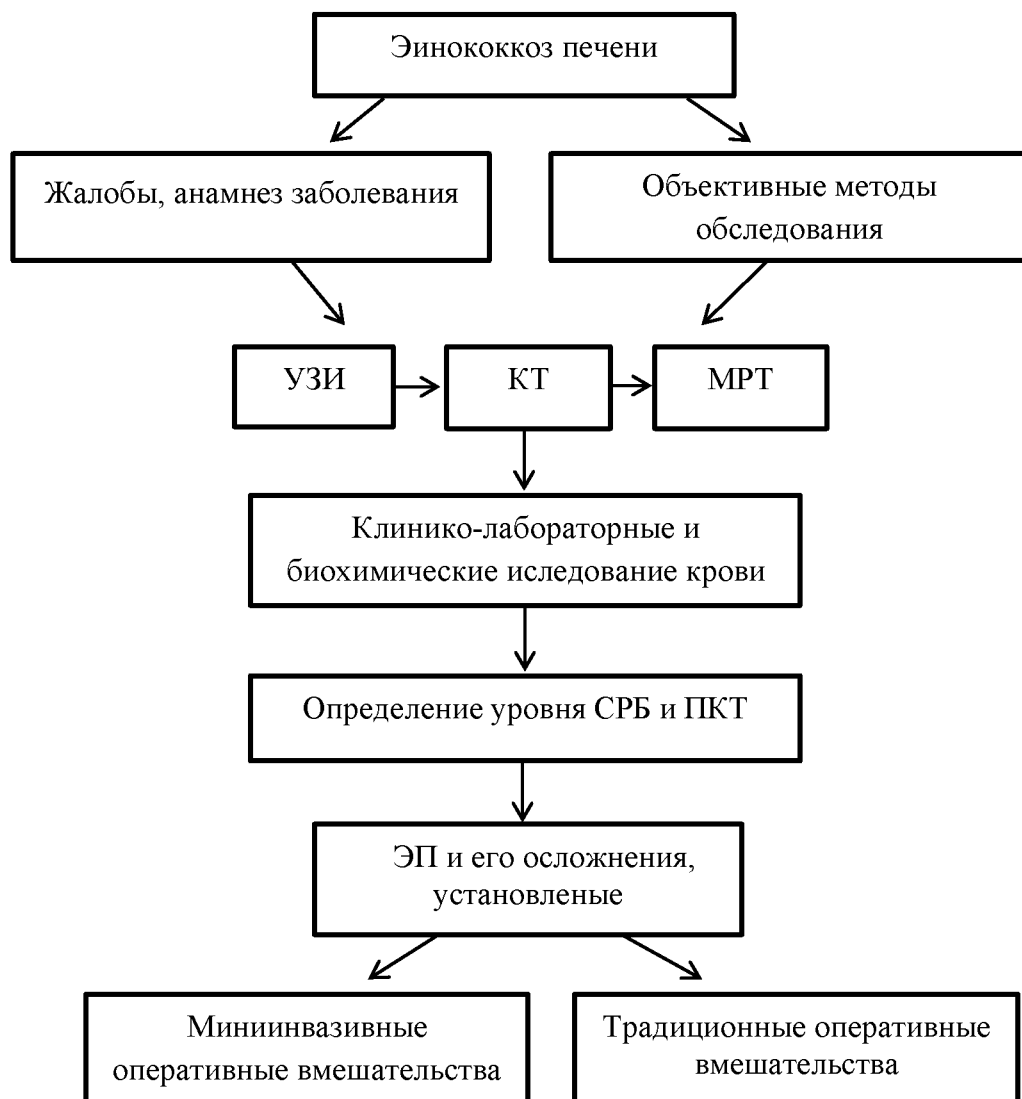 Эинококкоз печени
Жалобы, анамнез заболевания
Объективные методы
обследования
УЗИ
КТ
МРТ
Клинико-лабораторные и
биохимические иследование крови
Определение уровня СРБ и ПКТ
ЭП и его осложнения,
установленые
Миниинвазивные
оперативные вмешательства
Традиционные оперативные
вмешательства